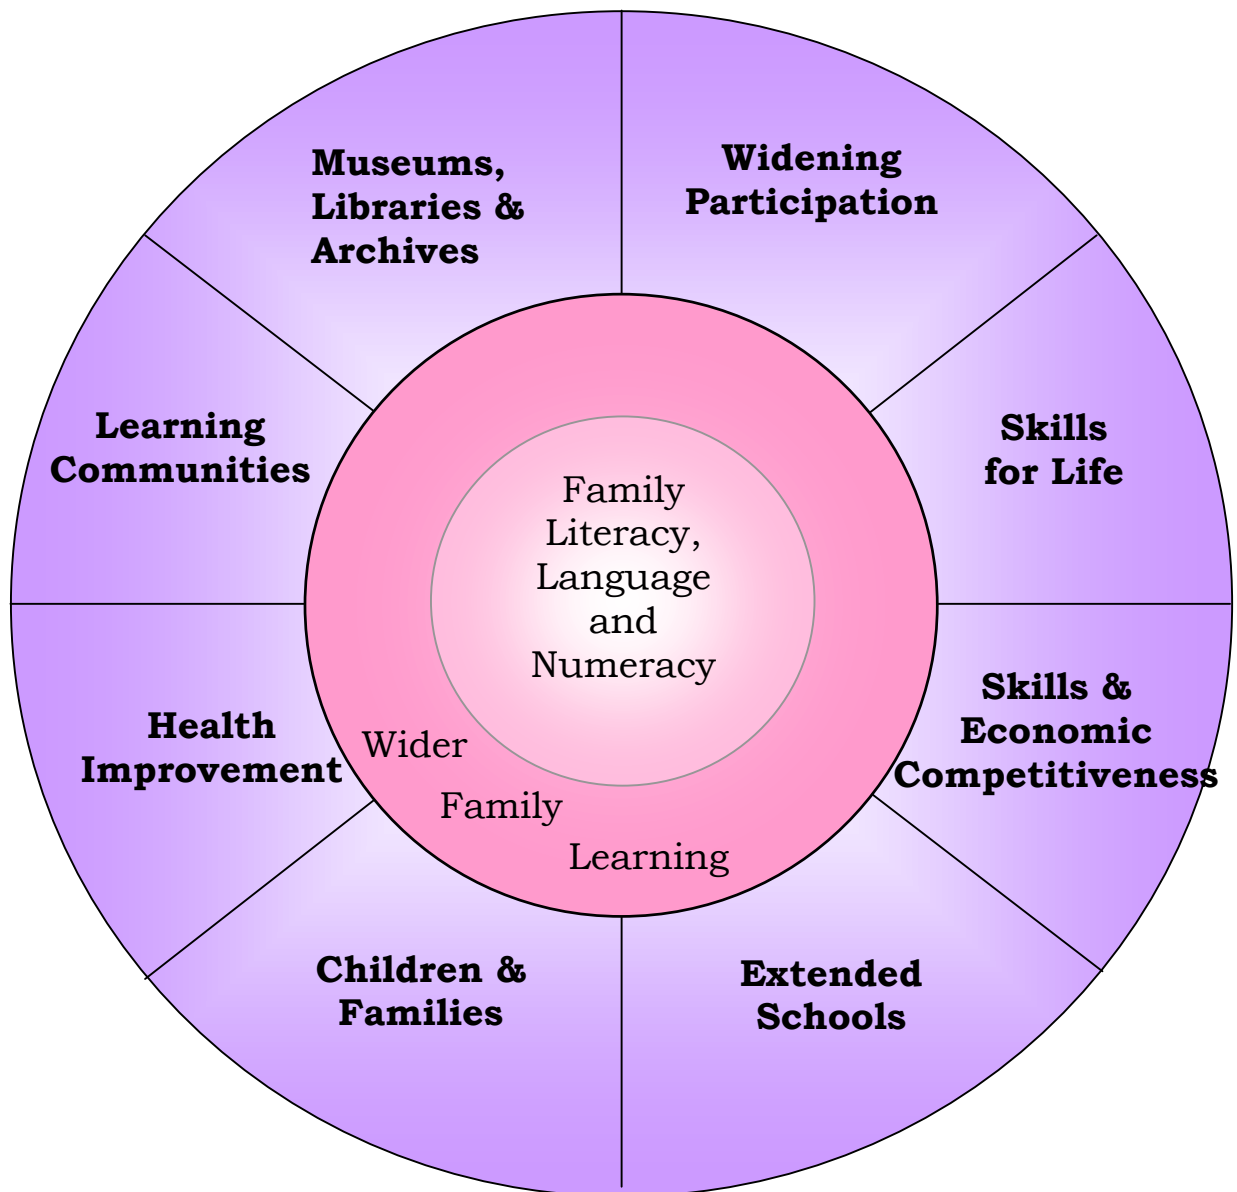 Museums,
Libraries &
Archives
Widening
Participation
Learning
Communities
Skills
for Life
Family
Literacy,
Language
and
Numeracy
Health
Improvement
Skills &
Economic
Competitiveness
Wider
Family
Learning
Children &
Families
Extended
Schools